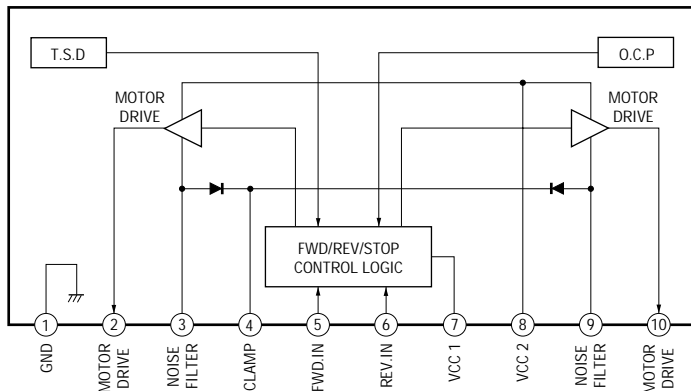 T.S.D
O.C.P
MOTOR
DRIVE
MOTOR
DRIVE
FWD/REV/STOP
CONTROL LOGIC
1
2
3
4
5
6
7
8
9
10
GND
MOTOR
DRIVE
NOISE
FILTER
CLAMP
FWD.IN
REV.IN
VCC 1
VCC 2
NOISE
FILTER
MOTOR
DRIVE